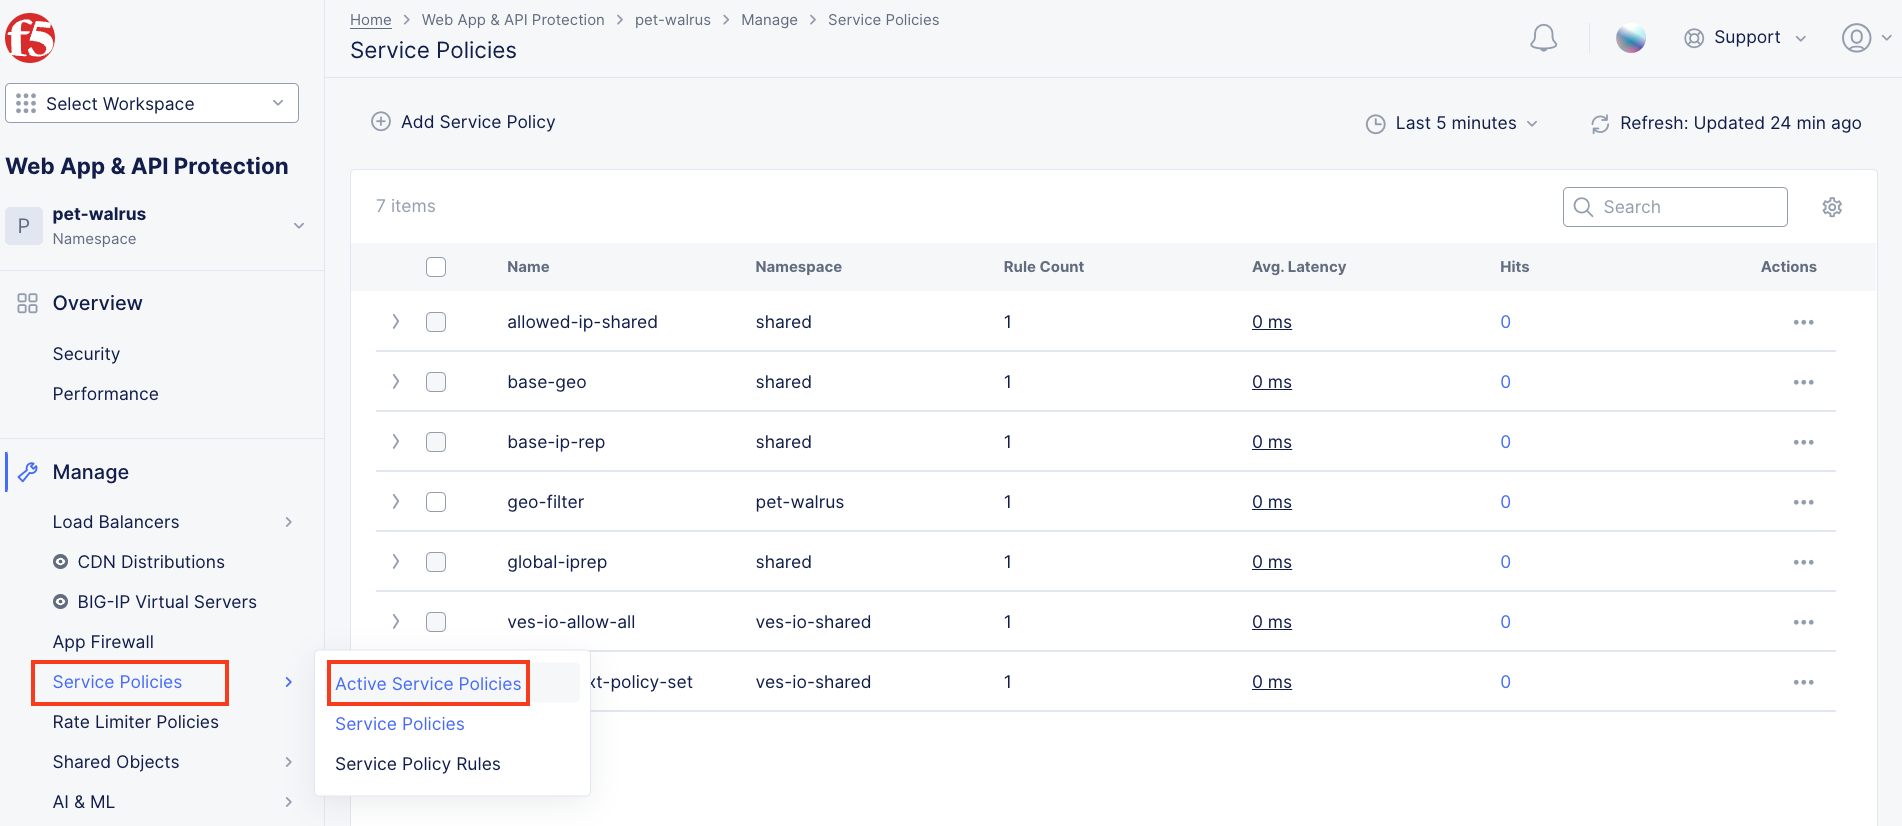 f5
Home > Web App & API Protection > pet-walrus > Manage > Service Policies
Service Policies
Support
Select Workspace
Web App & API Protection
P
pet-walrus
Namespace
Overview
Security
Performance
Manage
Load Balancers
CDN Distributions
BIG-IP Virtual Servers
App Firewall
Service Policies
Rate Limiter Policies
Shared Objects
AI & ML
Active Service Policies
Service Policies
Service Policy Rules
Add Service Policy
Last 5 minutes
Refresh: Updated 24 min ago
7 items
Search
Name Namespace Rule Count Avg. Latency Hits Actions
allowed-ip-shared shared 1 0 ms 0
base-geo shared 1 0 ms 0
base-ip-rep shared 1 0 ms 0
geo-filter pet-walrus 1 0 ms 0
global-iprep shared 1 0 ms 0
ves-io-allow-all ves-io-shared 1 0 ms 0
xt-policy-set ves-io-shared 1 0 ms 0